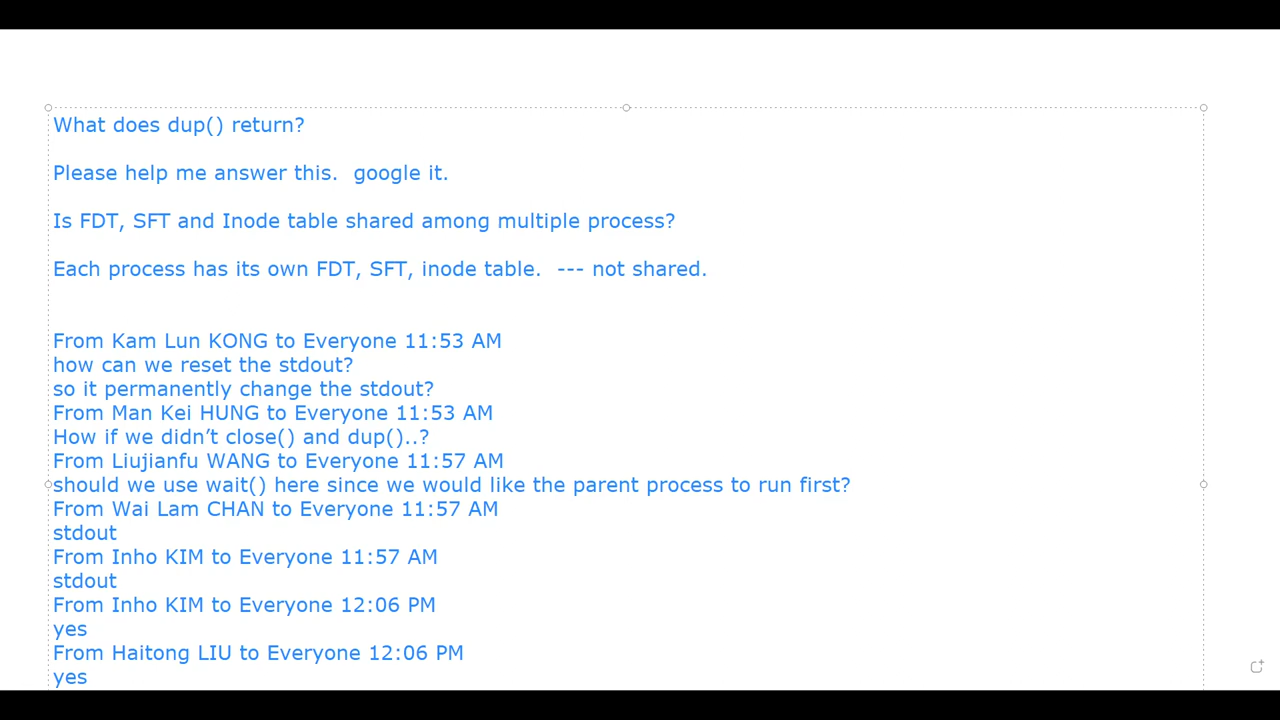 What does dup() return?
Please help me answer this.  google it.
Is FDT, SFT and Inode table shared among multiple process?
Each process has its own FDT, SFT, inode table.  --- not shared.
From Kam Lun KONG to Everyone 11:53 AM
how can we reset the stdout?
so it permanently change the stdout?
From Man Kei HUNG to Everyone 11:53 AM
How if we didn’t close() and dup()..?
From Liujianfu WANG to Everyone 11:57 AM
should we use wait() here since we would like the parent process to run first?
From Wai Lam CHAN to Everyone 11:57 AM
stdout
From Inho KIM to Everyone 11:57 AM
stdout
From Inho KIM to Everyone 12:06 PM
yes
From Haitong LIU to Everyone 12:06 PM
yes